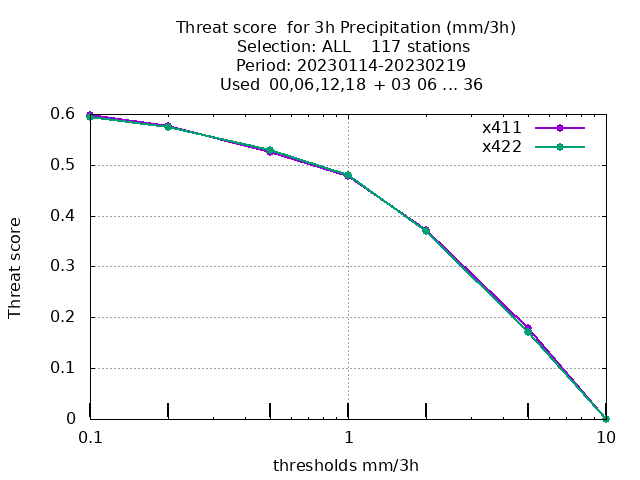 Threat score for 3h Precipitation (mm/3h)
Selection: ALL 117 stations
Period: 20230114-20230219
Used 00,06,12,18 + 03 06 ... 36
x411
x422
0.6
0.5
0.4
0.3
0.2
0.1
0
Threat score
0.1 1 10
thresholds mm/3h